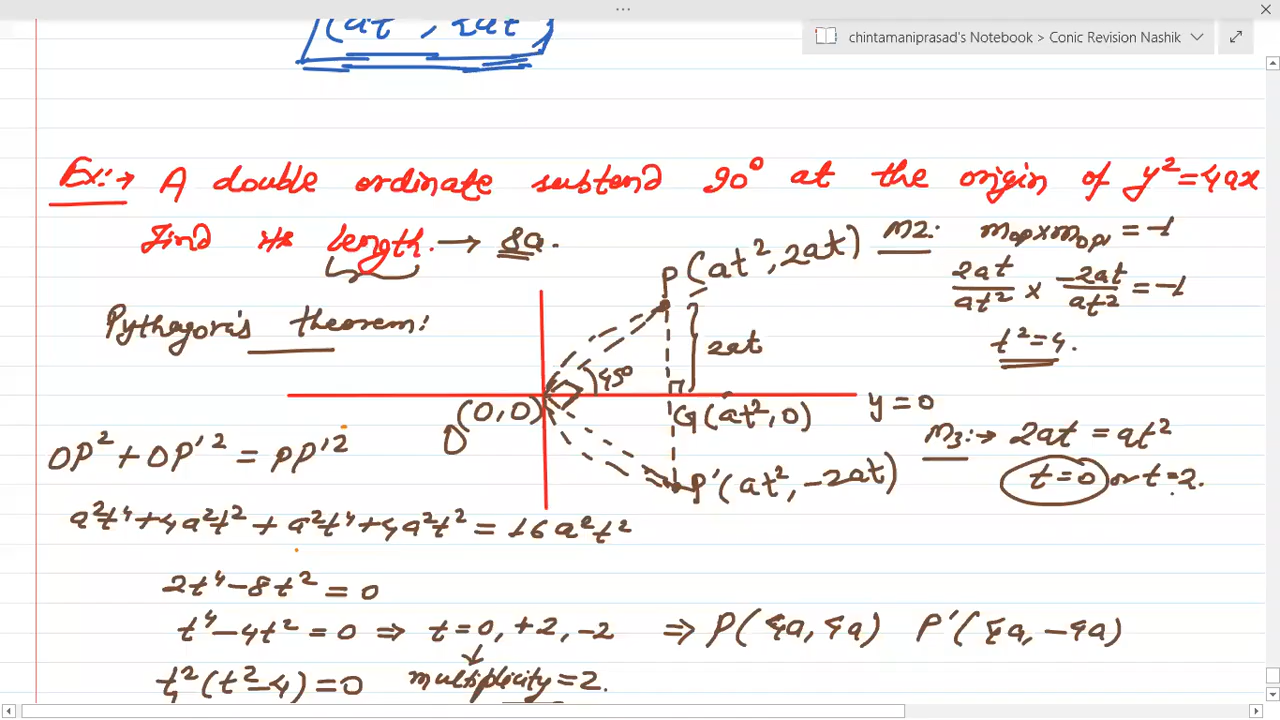 (at², 2at)
chintamaniprasad's Notebook > Conic Revision Nashik
Ex:→ A double ordinate subtend 90° at the origin of y²=4ax
Find its length. → 8a.
M2: m_OP × m_OP' = -1
P(at², 2at)
2at/at² × -2at/at² = -1
Pythagora's theorem:
t²=4.
2at
45°
(0,0)
O
G(at²,0)
y=0
M3:→ 2at = at²
OP² + OP'² = PP'²
P'(at², -2at)
t=0 or t=2.
a²t⁴+4a²t² + a²t⁴+4a²t² = 16a²t²
2t⁴-8t² = 0
t⁴-4t² = 0 ⇒ t=0, +2, -2 ⇒ P(4a, 4a) P'(4a, -4a)
t²(t²-4)=0 multiplicity=2.